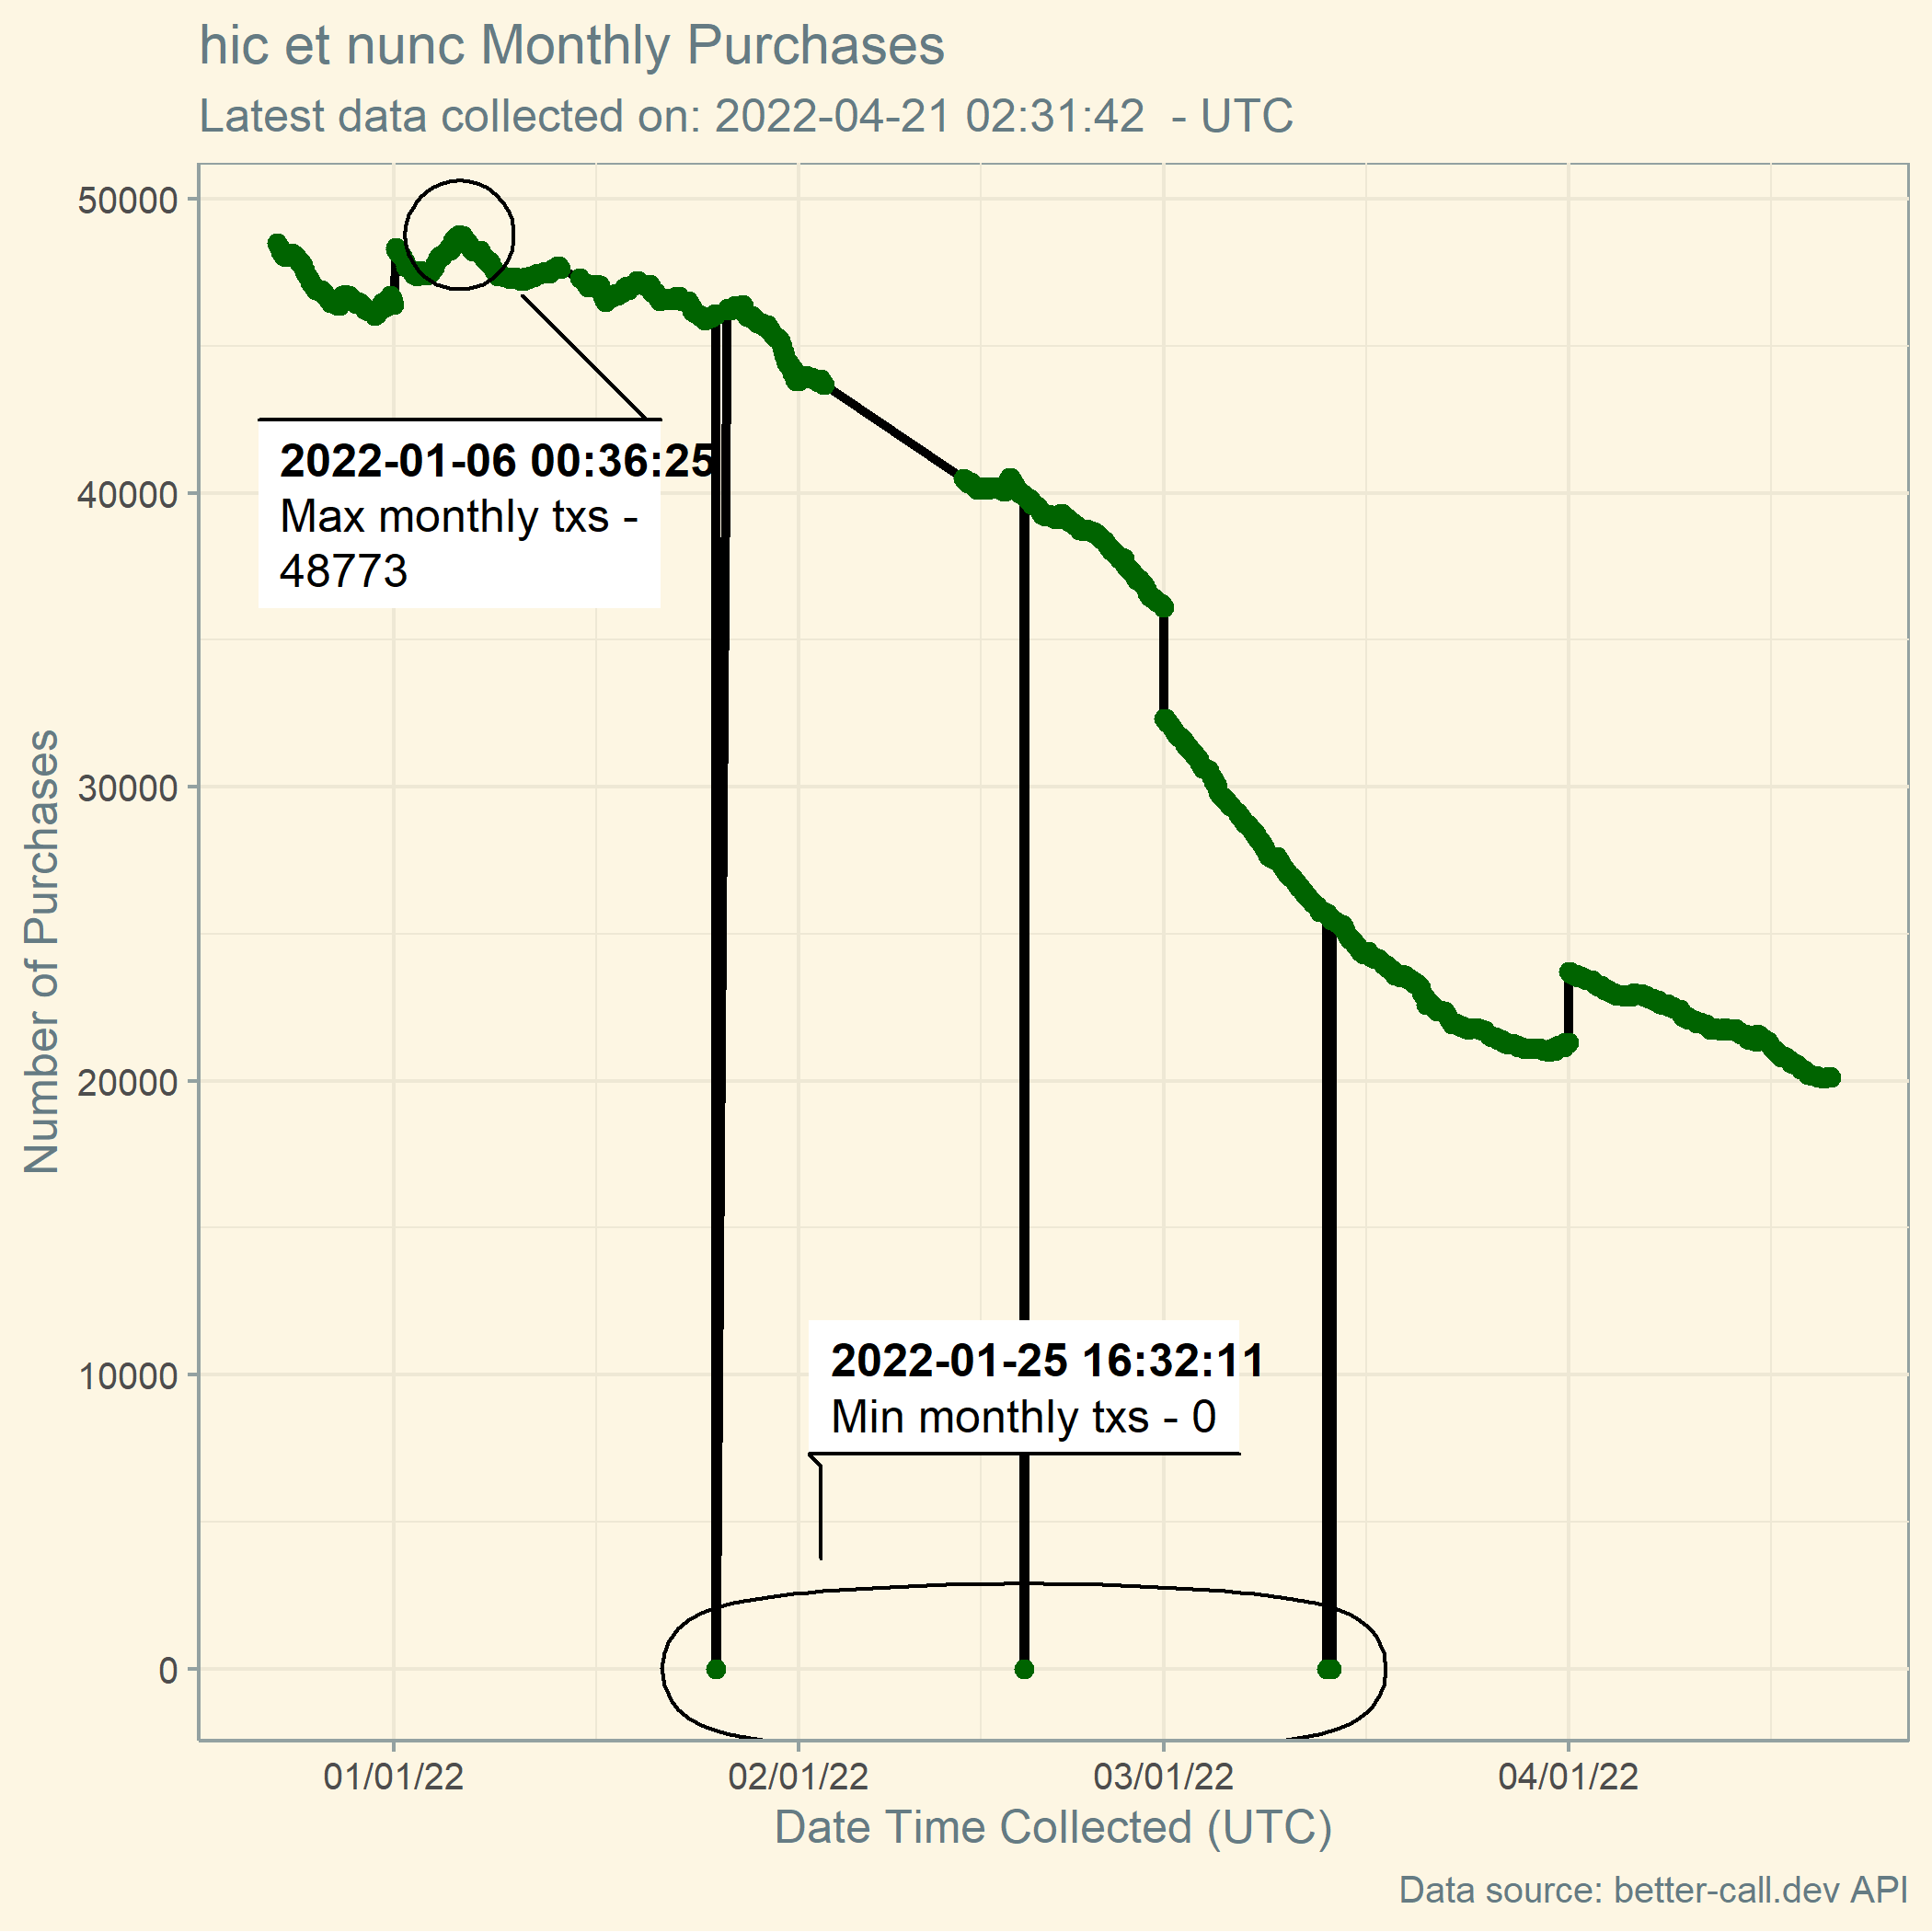 hic et nunc Monthly Purchases
Latest data collected on: 2022-04-21 02:31:42  - UTC
Number of Purchases
50000
40000
30000
20000
10000
0
2022-01-06 00:36:25
Max monthly txs -
48773
2022-01-25 16:32:11
Min monthly txs - 0
01/01/22 02/01/22 03/01/22 04/01/22
Date Time Collected (UTC)
Data source: better-call.dev API